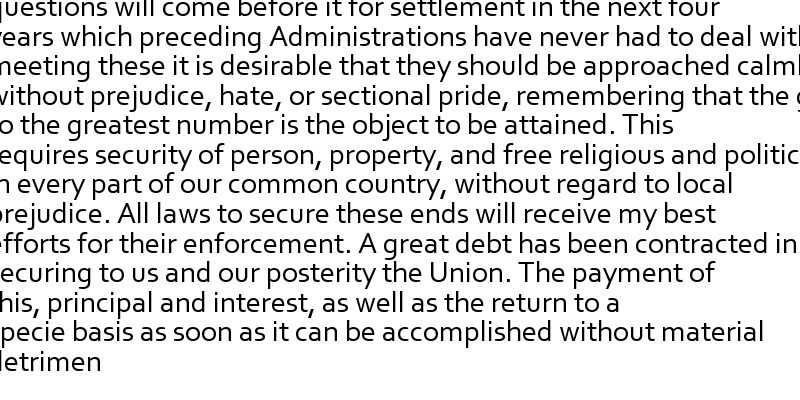 questions will come before it for settlement in the next four
years which preceding Administrations have never had to deal with
meeting these it is desirable that they should be approached calmly
without prejudice, hate, or sectional pride, remembering that the
to the greatest number is the object to be attained. This
requires security of person, property, and free religious and politic
in every part of our common country, without regard to local
prejudice. All laws to secure these ends will receive my best
efforts for their enforcement. A great debt has been contracted in
securing to us and our posterity the Union. The payment of
this, principal and interest, as well as the return to a
specie basis as soon as it can be accomplished without material
detrimen